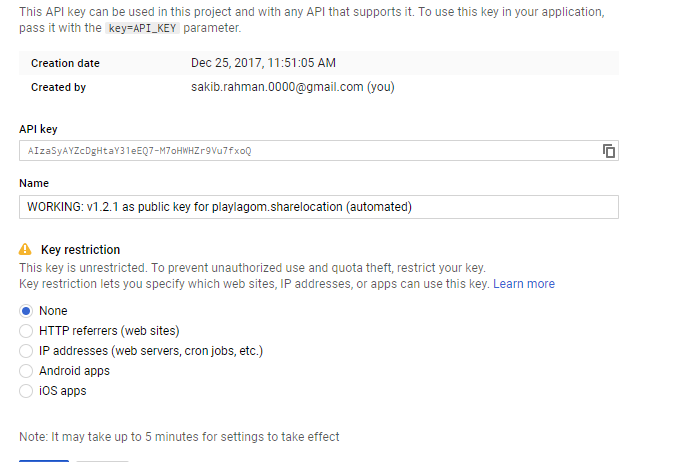 This API key can be used in this project and with any API that supports it. To use this key in your application,
pass it with the key=API_KEY parameter.
Creation date Dec 25, 2017, 11:51:05 AM
Created by sakib.rahman.0000@gmail.com (you)
API key
AIzaSyAYZcDgHtaY31eEQ7-M7oHWHZr9Vu7fxoQ
Name
WORKING: v1.2.1 as public key for playlagom.sharelocation (automated)
Key restriction
This key is unrestricted. To prevent unauthorized use and quota theft, restrict your key.
Key restriction lets you specify which web sites, IP addresses, or apps can use this key. Learn more
None
HTTP referrers (web sites)
IP addresses (web servers, cron jobs, etc.)
Android apps
iOS apps
Note: It may take up to 5 minutes for settings to take effect